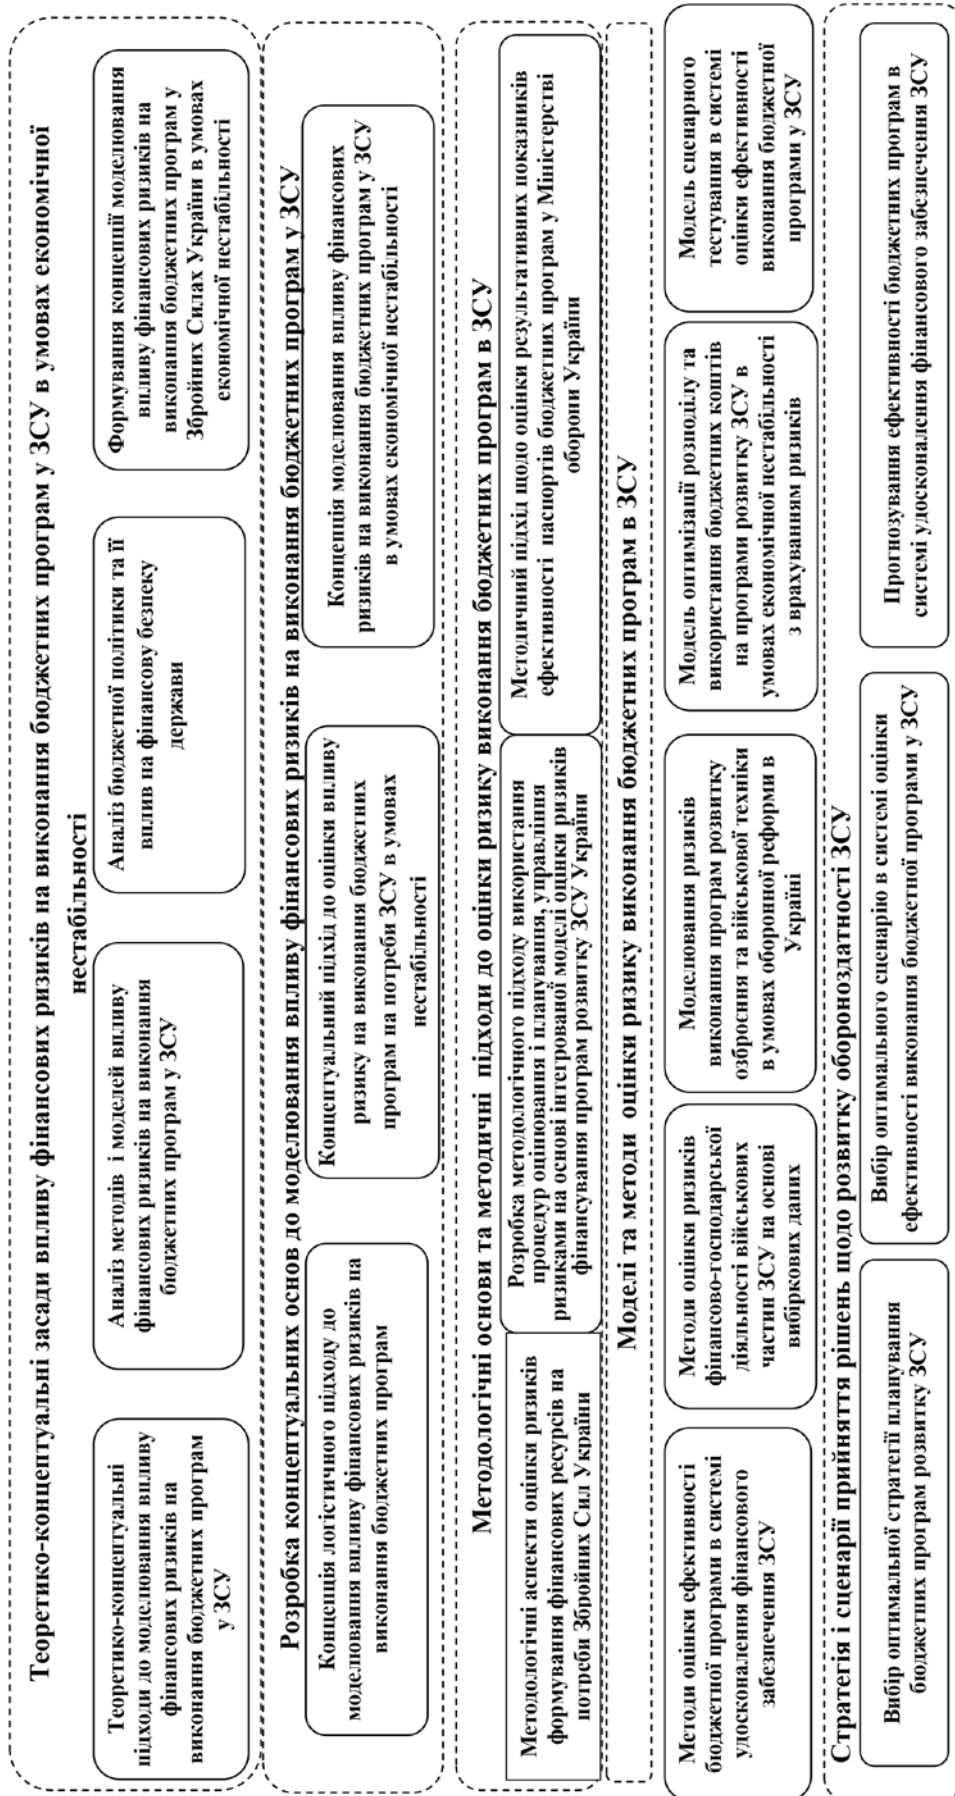 Теоретико-концептуальні засади впливу фінансових ризиків на виконання бюджетних програм у ЗСУ в умовах економічної
нестабільності
Теоретико-концептуальні
підходи до моделювання впливу
фінансових ризиків на
виконання бюджетних програм
у ЗСУ
Аналіз методів і моделей впливу
фінансових ризиків на виконання
бюджетних програм у ЗСУ
Аналіз бюджетної політики та її
вплив на фінансову безпеку
держави
Формування концепції моделювання
впливу фінансових ризиків на
виконання бюджетних програм у
Збройних Силах України в умовах
економічної нестабільності
Розробка концептуальних основ до моделювання впливу фінансових ризиків на виконання бюджетних програм у ЗСУ
Концепція логістичного підходу до
моделювання впливу фінансових ризиків на
виконання бюджетних програм
Концептуальний підхід до оцінки впливу
ризику на виконання бюджетних
програм на потреби ЗСУ в умовах
нестабільності
Концепція моделювання впливу фінансових
ризиків на виконання бюджетних програм у ЗСУ
в умовах економічної нестабільності
Методологічні основи та методичні підходи до оцінки ризику виконання бюджетних програм в ЗСУ
Методологічні аспекти оцінки ризиків
формування фінансових ресурсів на
потреби Збройних Сил України
Розробка методологічного підходу використання
процедур оцінювання і планування, управління
ризиками на основі інтегрованої моделі оцінки ризиків
фінансування програм розвитку ЗСУ України
Методичний підхід щодо оцінки результативних показників
ефективності паспортів бюджетних програм у Міністерстві
оборони України
Моделі та методи оцінки ризику виконання бюджетних програм в ЗСУ
Методи оцінки ефективності
бюджетної програми в системі
удосконалення фінансового
забезпечення ЗСУ
Методи оцінки ризиків
фінансово-господарської
діяльності військових
частин ЗСУ на основі
вибіркових даних
Моделювання ризиків
виконання програм розвитку
озброєння та військової техніки
в умовах оборонної реформи в
Україні
Модель оптимізації розподілу та
використання бюджетних коштів
на програми розвитку ЗСУ в
умовах економічної нестабільності
з врахуванням ризиків
Модель сценарного
тестування в системі
оцінки ефективності
виконання бюджетної
програми у ЗСУ
Стратегія і сценарії прийняття рішень щодо розвитку обороноздатності ЗСУ
Вибір оптимальної стратегії планування
бюджетних програм розвитку ЗСУ
Вибір оптимального сценарію в системі оцінки
ефективності виконання бюджетної програми у ЗСУ
Прогнозування ефективності бюджетних програм в
системі удосконалення фінансового забезпечення ЗСУ